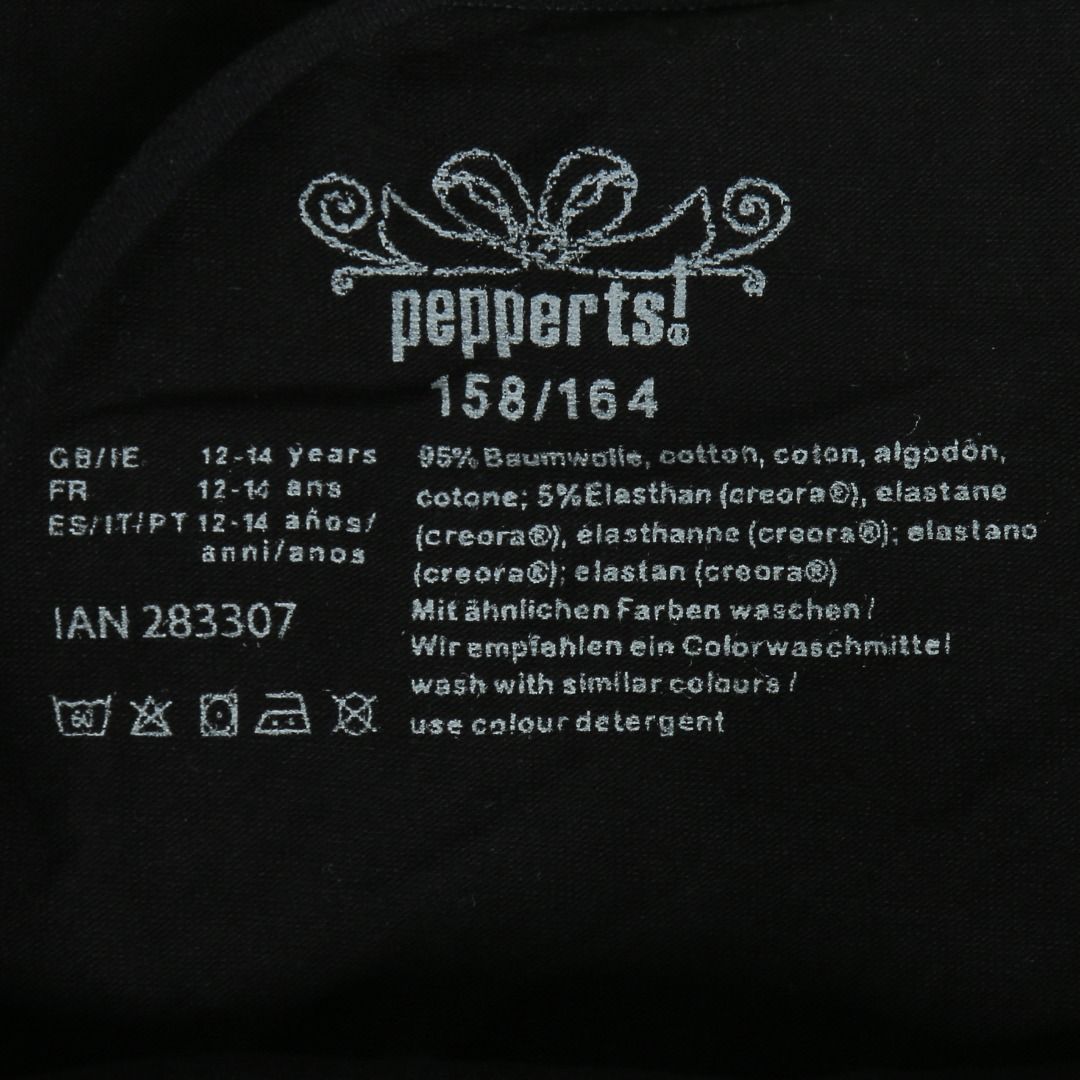 pepperts!
158/164
GB/IE 12-14 years
FR 12-14 ans
ES/IT/PT 12-14 años/
anni/anos
IAN 283307
60
95% Baumwolle, cotton, coton, algodón,
cotone; 5% Elasthan (creora®), elastane
(creora®), élasthanne (creora®); elastano
(creora®); elastan (creora®)
Mit ähnlichen Farben waschen /
Wir empfehlen ein Colorwaschmittel
wash with similar colours /
use colour detergent